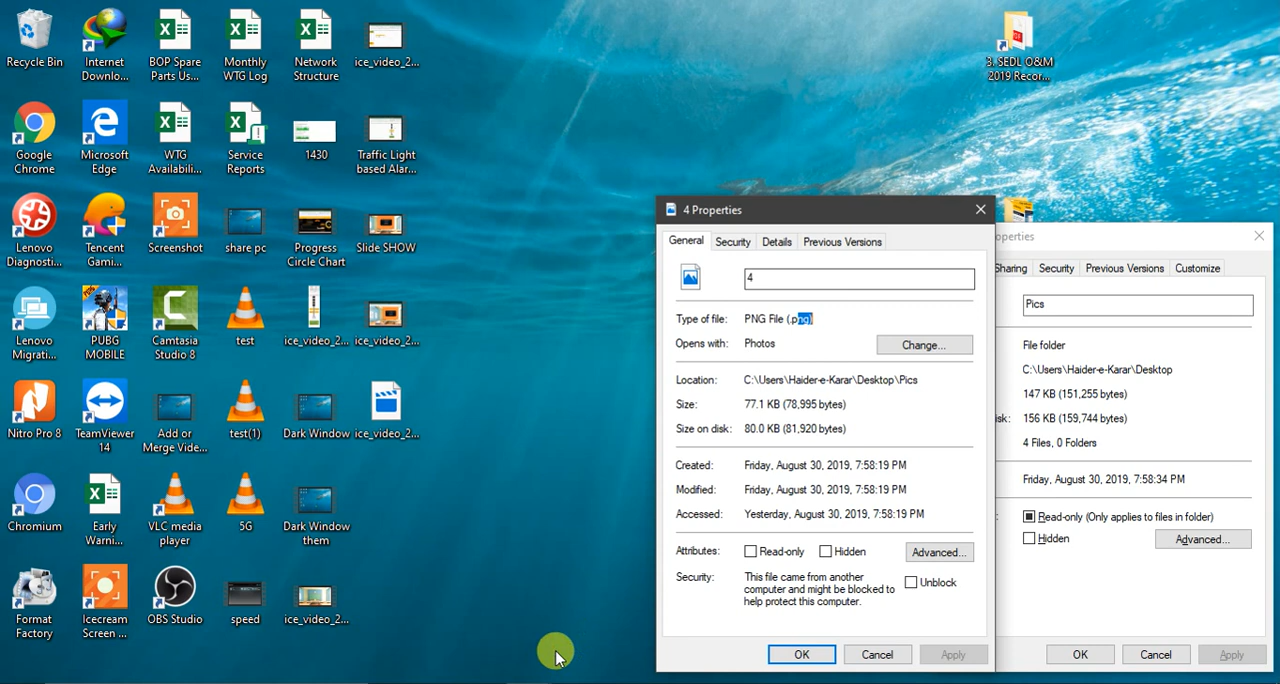 Recycle Bin
Internet
Downlo...
BOP Spare
Parts Us...
Monthly
WTG Log
Network
Structure
ice_video_2...
3. SEDL O&M
2019 Recor...
Google
Chrome
Microsoft
Edge
WTG
Availabili...
Service
Reports
1430
Traffic Light
based Alar...
Lenovo
Diagnosti...
Tencent
Gami...
Screenshot
share pc
Progress
Circle Chart
Slide SHOW
Lenovo
Migrati...
PUBG
MOBILE
Camtasia
Studio 8
test
ice_video_2...
ice_video_2...
Nitro Pro 8
TeamViewer
14
Add or
Merge Vide...
test(1)
Dark Window
ice_video_2...
Chromium
Early
Warni...
VLC media
player
5G
Dark Window
them
Format
Factory
Icecream
Screen ...
OBS Studio
speed
ice_video_2...
4 Properties
General
Security
Details
Previous Versions
4
Type of file:
PNG File (.png)
Opens with:
Photos
Change...
Location:
C:\Users\Haider-e-Karar\Desktop\Pics
Size:
77.1 KB (78,995 bytes)
Size on disk:
80.0 KB (81,920 bytes)
Created:
Friday, August 30, 2019, 7:58:19 PM
Modified:
Friday, August 30, 2019, 7:58:19 PM
Accessed:
Yesterday, August 30, 2019, 7:58:19 PM
Attributes:
Read-only
Hidden
Advanced...
Security:
This file came from another
computer and might be blocked to
help protect this computer.
Unblock
OK
Cancel
Apply
operties
Sharing
Security
Previous Versions
Customize
Pics
File folder
C:\Users\Haider-e-Karar\Desktop
147 KB (151,255 bytes)
isk:
156 KB (159,744 bytes)
4 Files, 0 Folders
Friday, August 30, 2019, 7:58:34 PM
Read-only (Only applies to files in folder)
Hidden
Advanced...
OK
Cancel
Apply